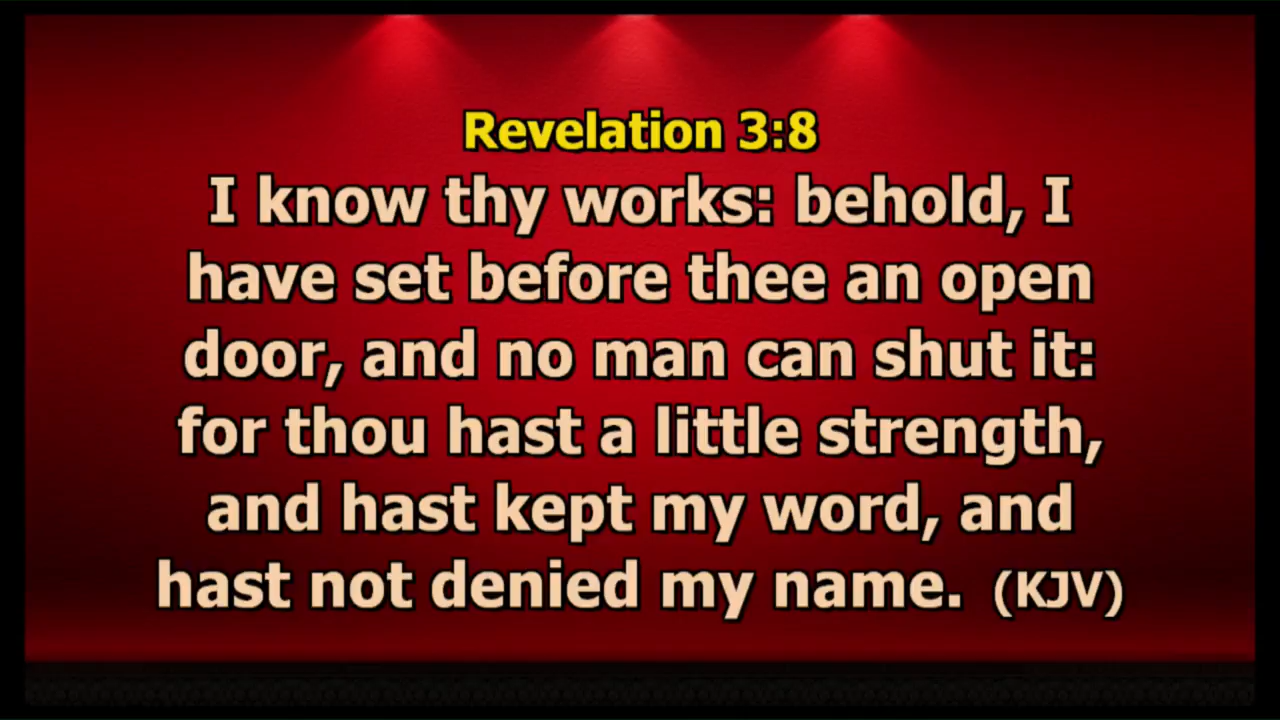 Revelation 3:8
I know thy works: behold, I
have set before thee an open
door, and no man can shut it:
for thou hast a little strength,
and hast kept my word, and
hast not denied my name. (KJV)